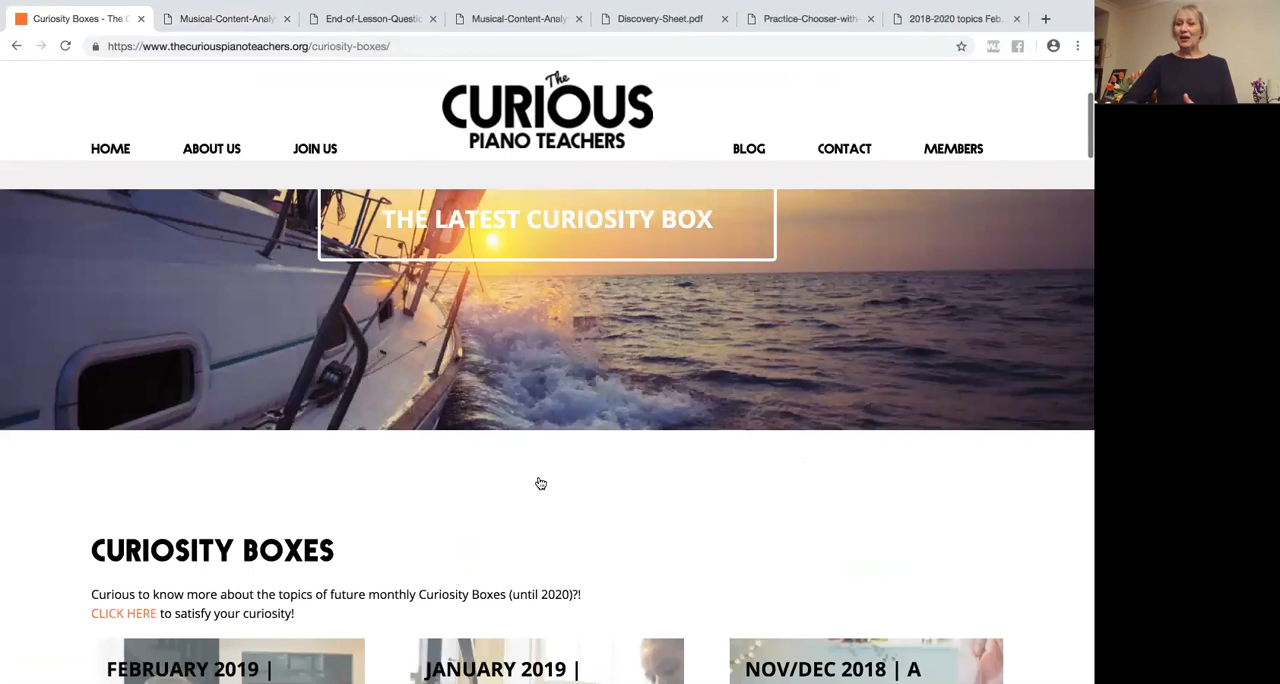 Curiosity Boxes - The C
Musical-Content-Analy
End-of-Lesson-Questio
Musical-Content-Analy
Discovery-Sheet.pdf
Practice-Chooser-with-
2018-2020 topics Feb
https://www.thecuriouspianoteachers.org/curiosity-boxes/
The
CURIOUS
PIANO TEACHERS
HOME ABOUT US JOIN US BLOG CONTACT MEMBERS
THE LATEST CURIOSITY BOX
CURIOSITY BOXES
Curious to know more about the topics of future monthly Curiosity Boxes (until 2020)?!
CLICK HERE to satisfy your curiosity!
FEBRUARY 2019 |
JANUARY 2019 |
NOV/DEC 2018 | A